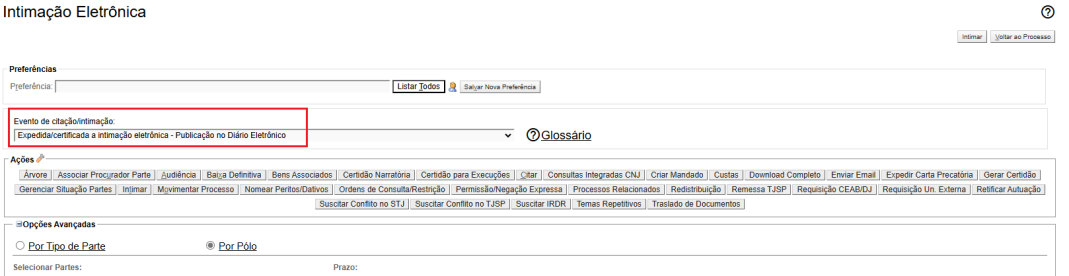 Intimação Eletrônica
Intimar Voltar ao Processo
Preferências
Preferência: Listar Todos Salvar Nova Preferência
Evento de citação/intimação:
Expedida/certificada a intimação eletrônica - Publicação no Diário Eletrônico Glossário
Ações
Árvore Associar Procurador Parte Audiência Baixa Definitiva Bens Associados Certidão Narratória Certidão para Execuções Citar Consultas Integradas CNJ Criar Mandado Custas Download Completo Enviar Email Expedir Carta Precatória Gerar Certidão
Gerenciar Situação Partes Intimar Movimentar Processo Nomear Peritos/Dativos Ordens de Consulta/Restrição Permissão/Negação Expressa Processos Relacionados Redistribuição Remessa TJSP Requisição CEAB/DJ Requisição Un. Externa Retificar Autuação
Suscitar Conflito no STJ Suscitar Conflito no TJSP Suscitar IRDR Temas Repetitivos Traslado de Documentos
Opções Avançadas
Por Tipo de Parte Por Pólo
Selecionar Partes: Prazo: